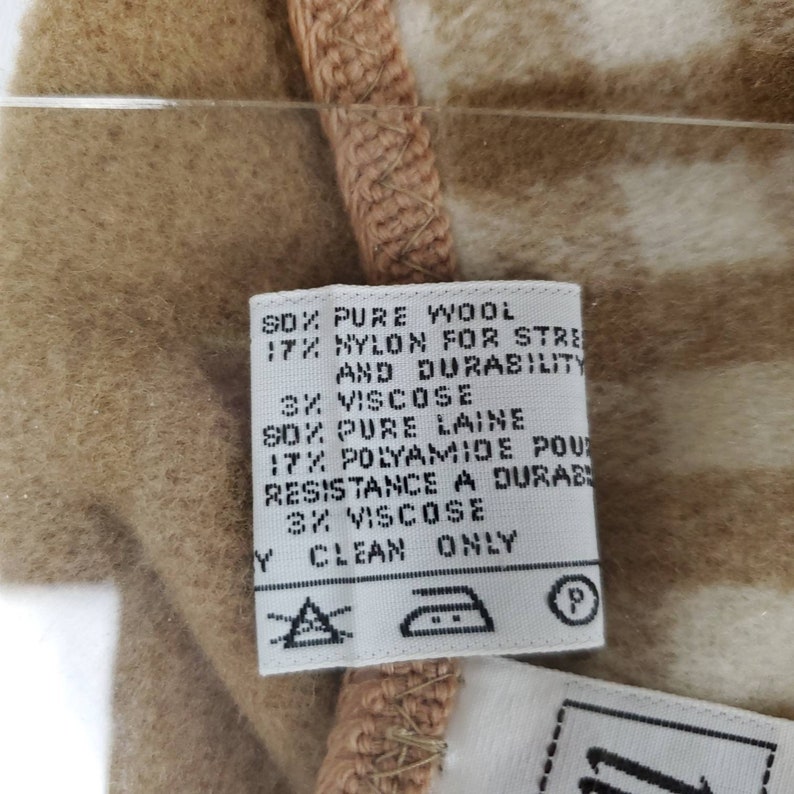 80% PURE WOOL
17% NYLON FOR STRE
AND DURABILITY
3% VISCOSE
80% PURE LAINE
17% POLYAMIDE POU
RESISTANCE A DURAB
3% VISCOSE
Y CLEAN ONLY
P